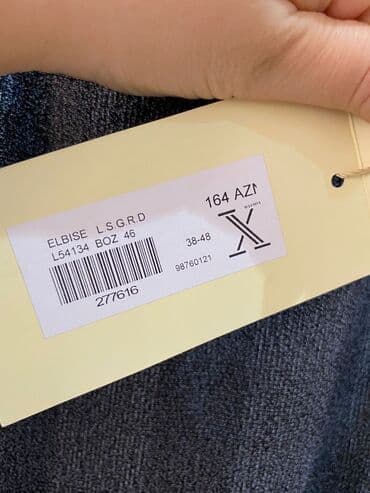 ELBISE L.S.G.R.D
L54134 BOZ 46
277616
164 AZN
38-48
98760121